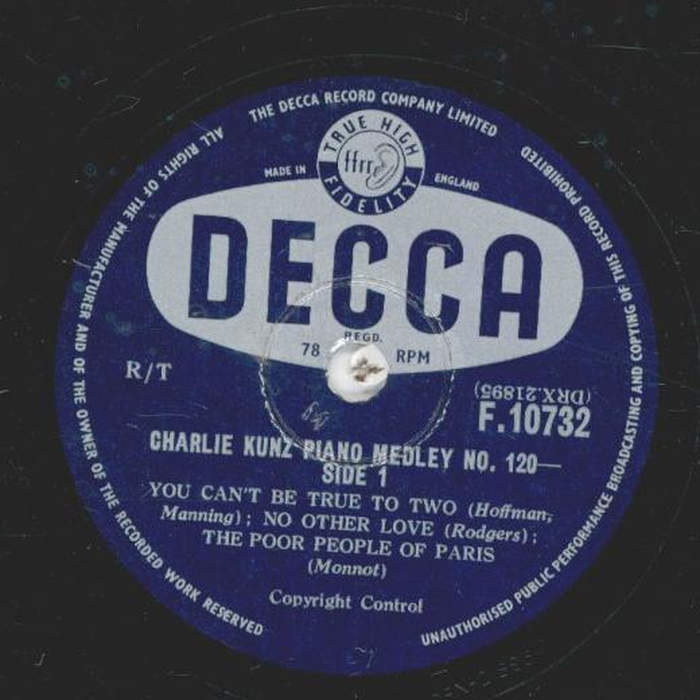 THE DECCA RECORD COMPANY LIMITED
ALL RIGHTS OF THE MANUFACTURER AND OF THE OWNER OF THE RECORDED WORK RESERVED
UNAUTHORISED PUBLIC PERFORMANCE BROADCASTING AND COPYING OF THIS RECORD PROHIBITED
TRUE HIGH
ffrr
FIDELITY
MADE IN ENGLAND
DECCA
REGD.
78 RPM
R/T
(DRX.21895)
F.10732
CHARLIE KUNZ PIANO MEDLEY NO. 120—
SIDE 1
YOU CAN'T BE TRUE TO TWO (Hoffman,
Manning); NO OTHER LOVE (Rodgers);
THE POOR PEOPLE OF PARIS
(Monnot)
Copyright Control